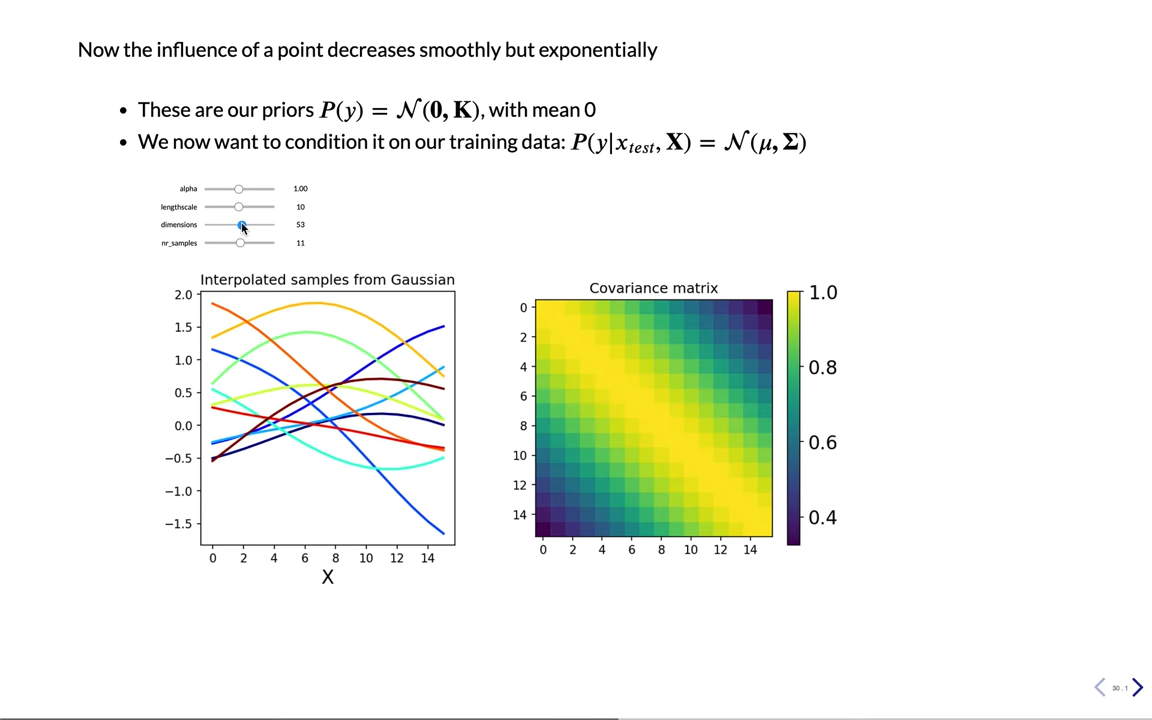 Now the influence of a point decreases smoothly but exponentially
• These are our priors P(y) = 𝒩(𝟎, 𝐊), with mean 0
• We now want to condition it on our training data: P(y|x_test, 𝐗) = 𝒩(μ, 𝚺)
alpha 1.00
lengthscale 10
dimensions 53
nr_samples 11
Interpolated samples from Gaussian
2.0
1.5
1.0
0.5
0.0
−0.5
−1.0
−1.5
0 2 4 6 8 10 12 14
X
Covariance matrix
0
2
4
6
8
10
12
14
0 2 4 6 8 10 12 14
1.0
0.8
0.6
0.4
30 . 1